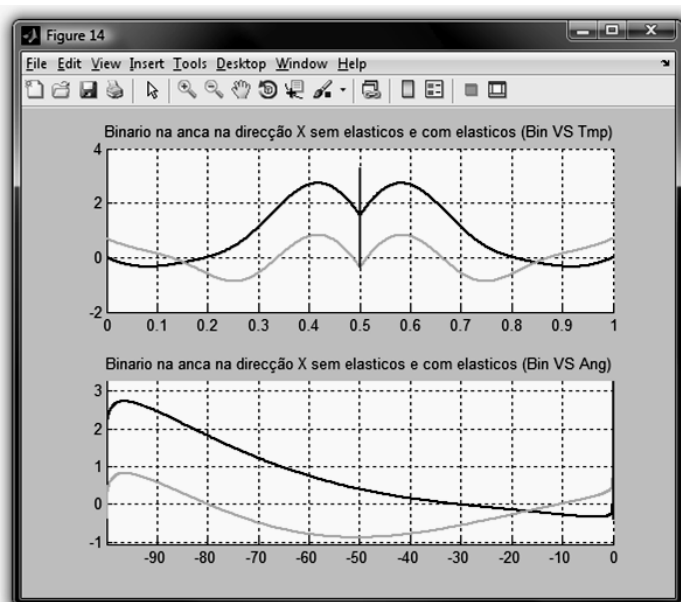 Figure 14
File Edit View Insert Tools Desktop Window Help
Binario na anca na direcção X sem elasticos e com elasticos (Bin VS Tmp)
4
2
0
-2
0 0.1 0.2 0.3 0.4 0.5 0.6 0.7 0.8 0.9 1
Binario na anca na direcção X sem elasticos e com elasticos (Bin VS Ang)
3
2
1
0
-1
-90 -80 -70 -60 -50 -40 -30 -20 -10 0